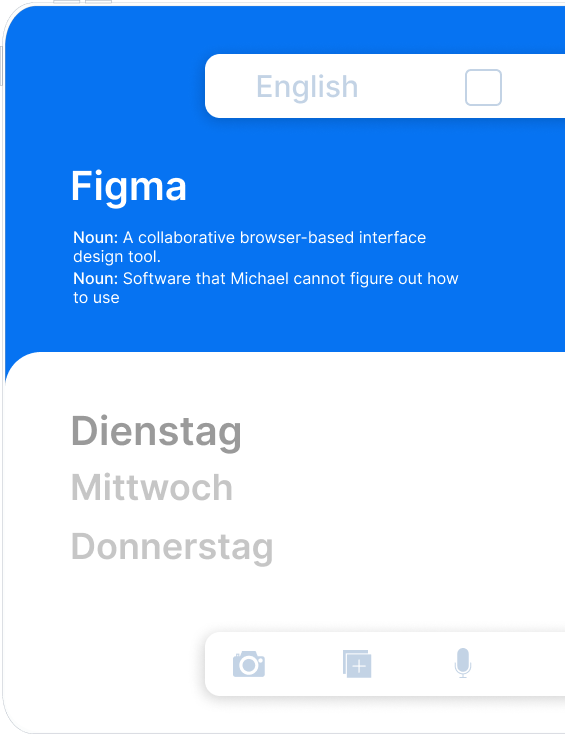 English
Figma
Noun: A collaborative browser-based interface
design tool.
Noun: Software that Michael cannot figure out how
to use
Dienstag
Mittwoch
Donnerstag